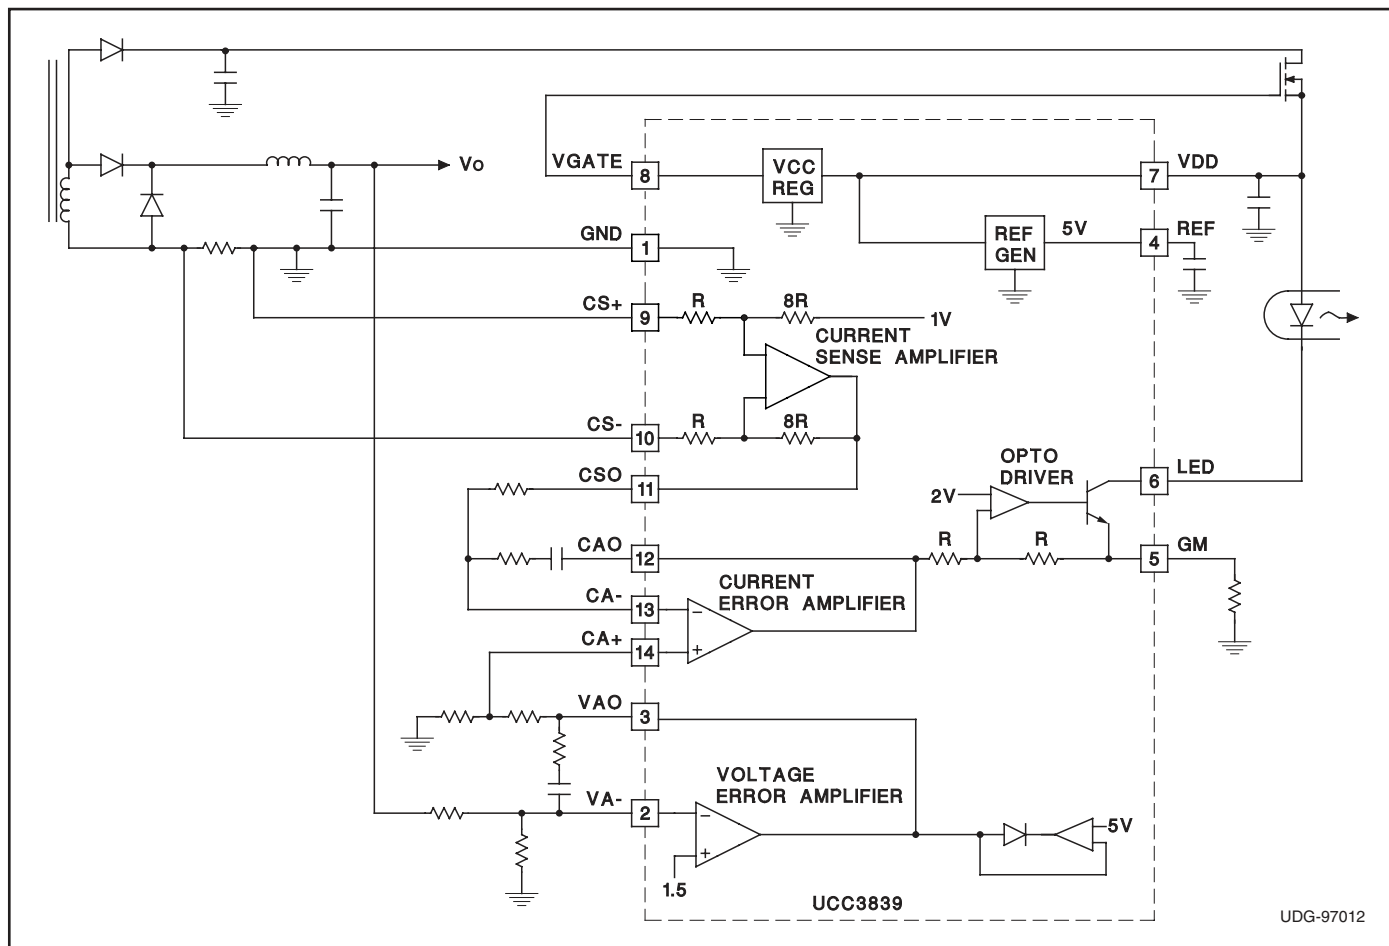 Vo
VGATE
8
VCC
REG
7
VDD
GND
1
REF
GEN
5V
4
REF
CS+
9
R
8R
1V
CURRENT
SENSE AMPLIFIER
CS-
10
R
8R
CSO
11
OPTO
DRIVER
2V
6
LED
CAO
12
R
R
5
GM
CURRENT
ERROR AMPLIFIER
CA-
13
−
CA+
14
+
VAO
3
VOLTAGE
ERROR AMPLIFIER
VA-
2
−
+
1.5
5V
UCC3839
UDG-97012